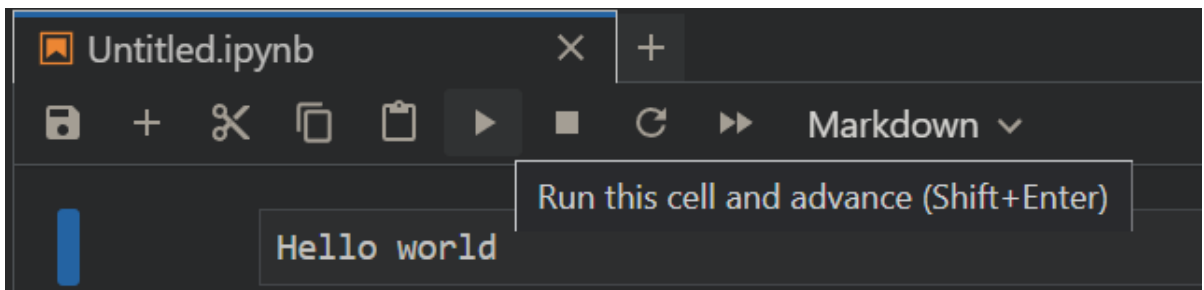 Untitled.ipynb
Markdown
Run this cell and advance (Shift+Enter)
Hello world